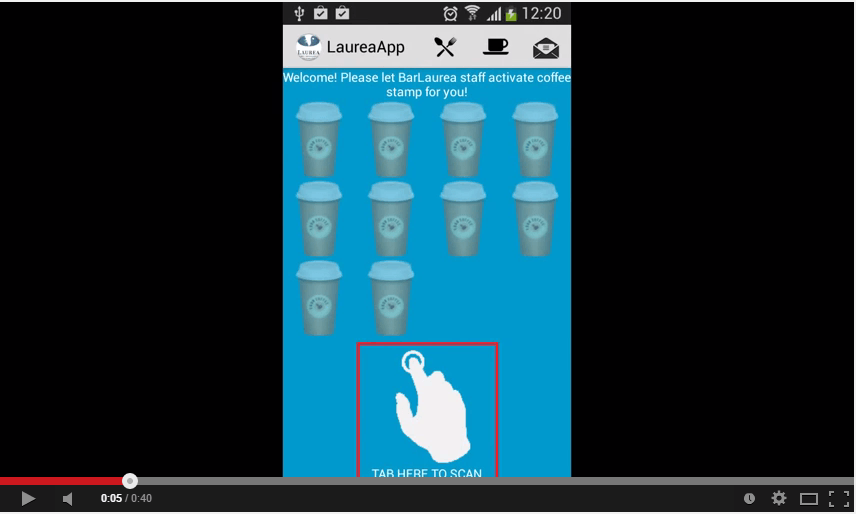 12:20
LAUREA
LaureaApp
Welcome! Please let BarLaurea staff activate coffee
stamp for you!
TAB HERE TO SCAN
0:05 / 0:40